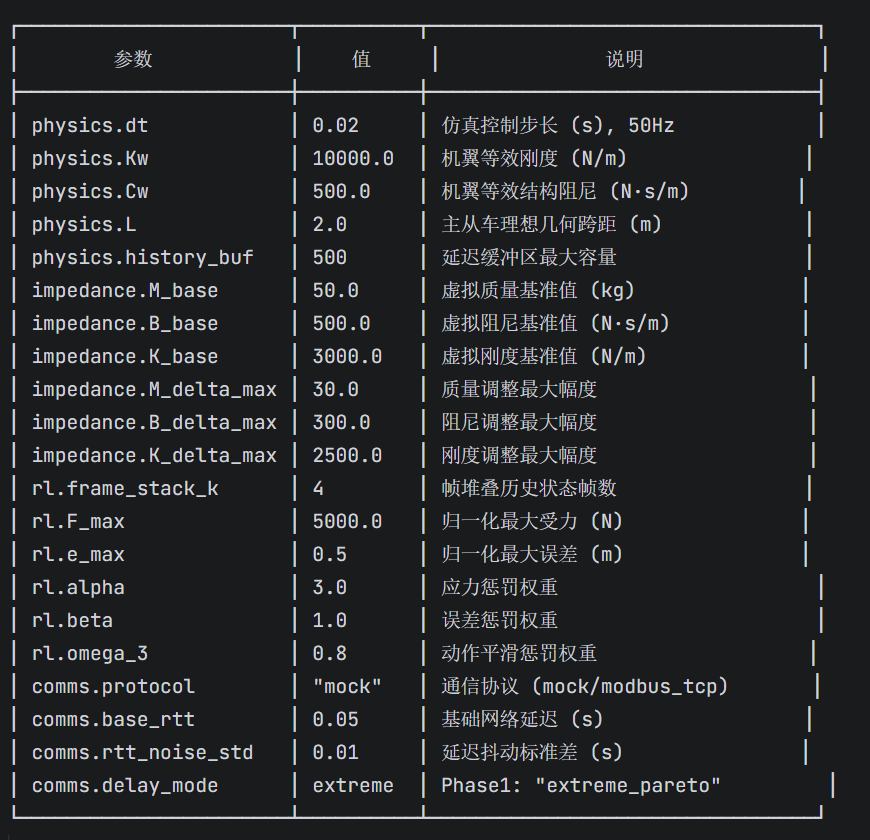 参数 值 说明
physics.dt 0.02 仿真控制步长 (s), 50Hz
physics.Kw 10000.0 机翼等效刚度 (N/m)
physics.Cw 500.0 机翼等效结构阻尼 (N·s/m)
physics.L 2.0 主从车理想几何跨距 (m)
physics.history_buf 500 延迟缓冲区最大容量
impedance.M_base 50.0 虚拟质量基准值 (kg)
impedance.B_base 500.0 虚拟阻尼基准值 (N·s/m)
impedance.K_base 3000.0 虚拟刚度基准值 (N/m)
impedance.M_delta_max 30.0 质量调整最大幅度
impedance.B_delta_max 300.0 阻尼调整最大幅度
impedance.K_delta_max 2500.0 刚度调整最大幅度
rl.frame_stack_k 4 帧堆叠历史状态帧数
rl.F_max 5000.0 归一化最大受力 (N)
rl.e_max 0.5 归一化最大误差 (m)
rl.alpha 3.0 应力惩罚权重
rl.beta 1.0 误差惩罚权重
rl.omega_3 0.8 动作平滑惩罚权重
comms.protocol "mock" 通信协议 (mock/modbus_tcp)
comms.base_rtt 0.05 基础网络延迟 (s)
comms.rtt_noise_std 0.01 延迟抖动标准差 (s)
comms.delay_mode extreme Phase1: "extreme_pareto"